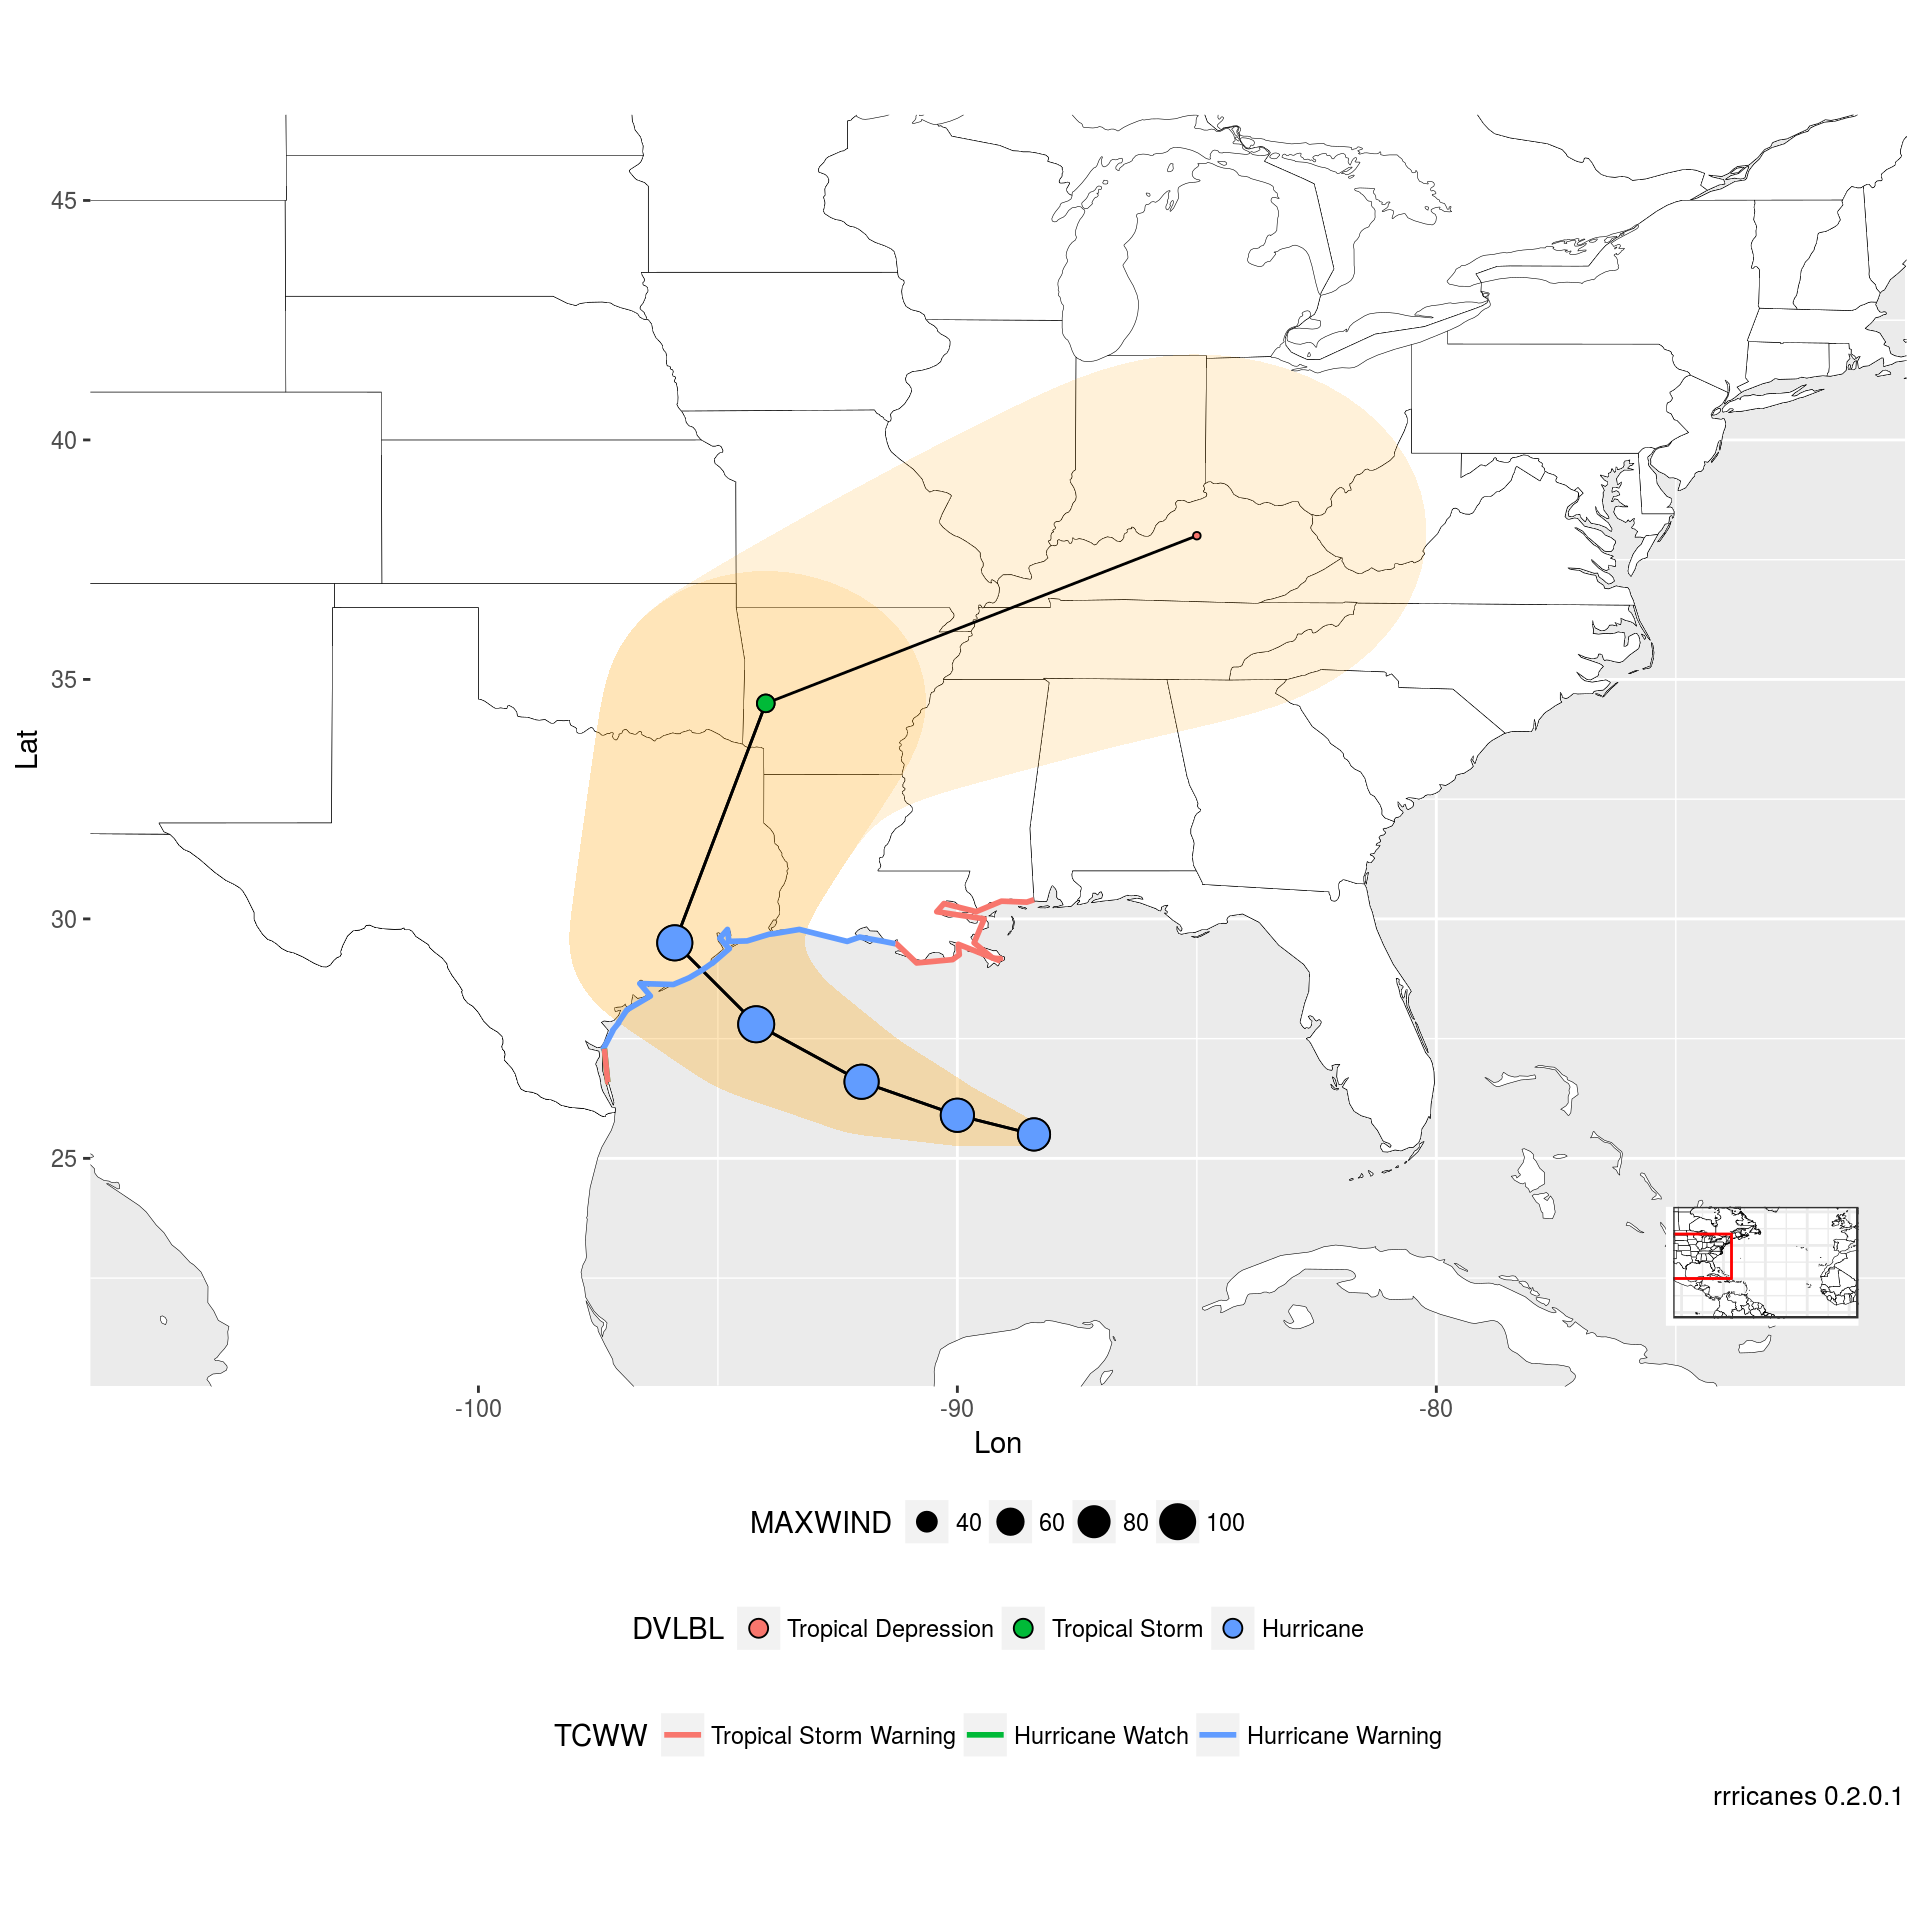 45
40
35
30
25
Lat
-100 -90 -80
Lon
MAXWIND 40 60 80 100
DVLBL Tropical Depression Tropical Storm Hurricane
TCWW Tropical Storm Warning Hurricane Watch Hurricane Warning
rrricanes 0.2.0.1